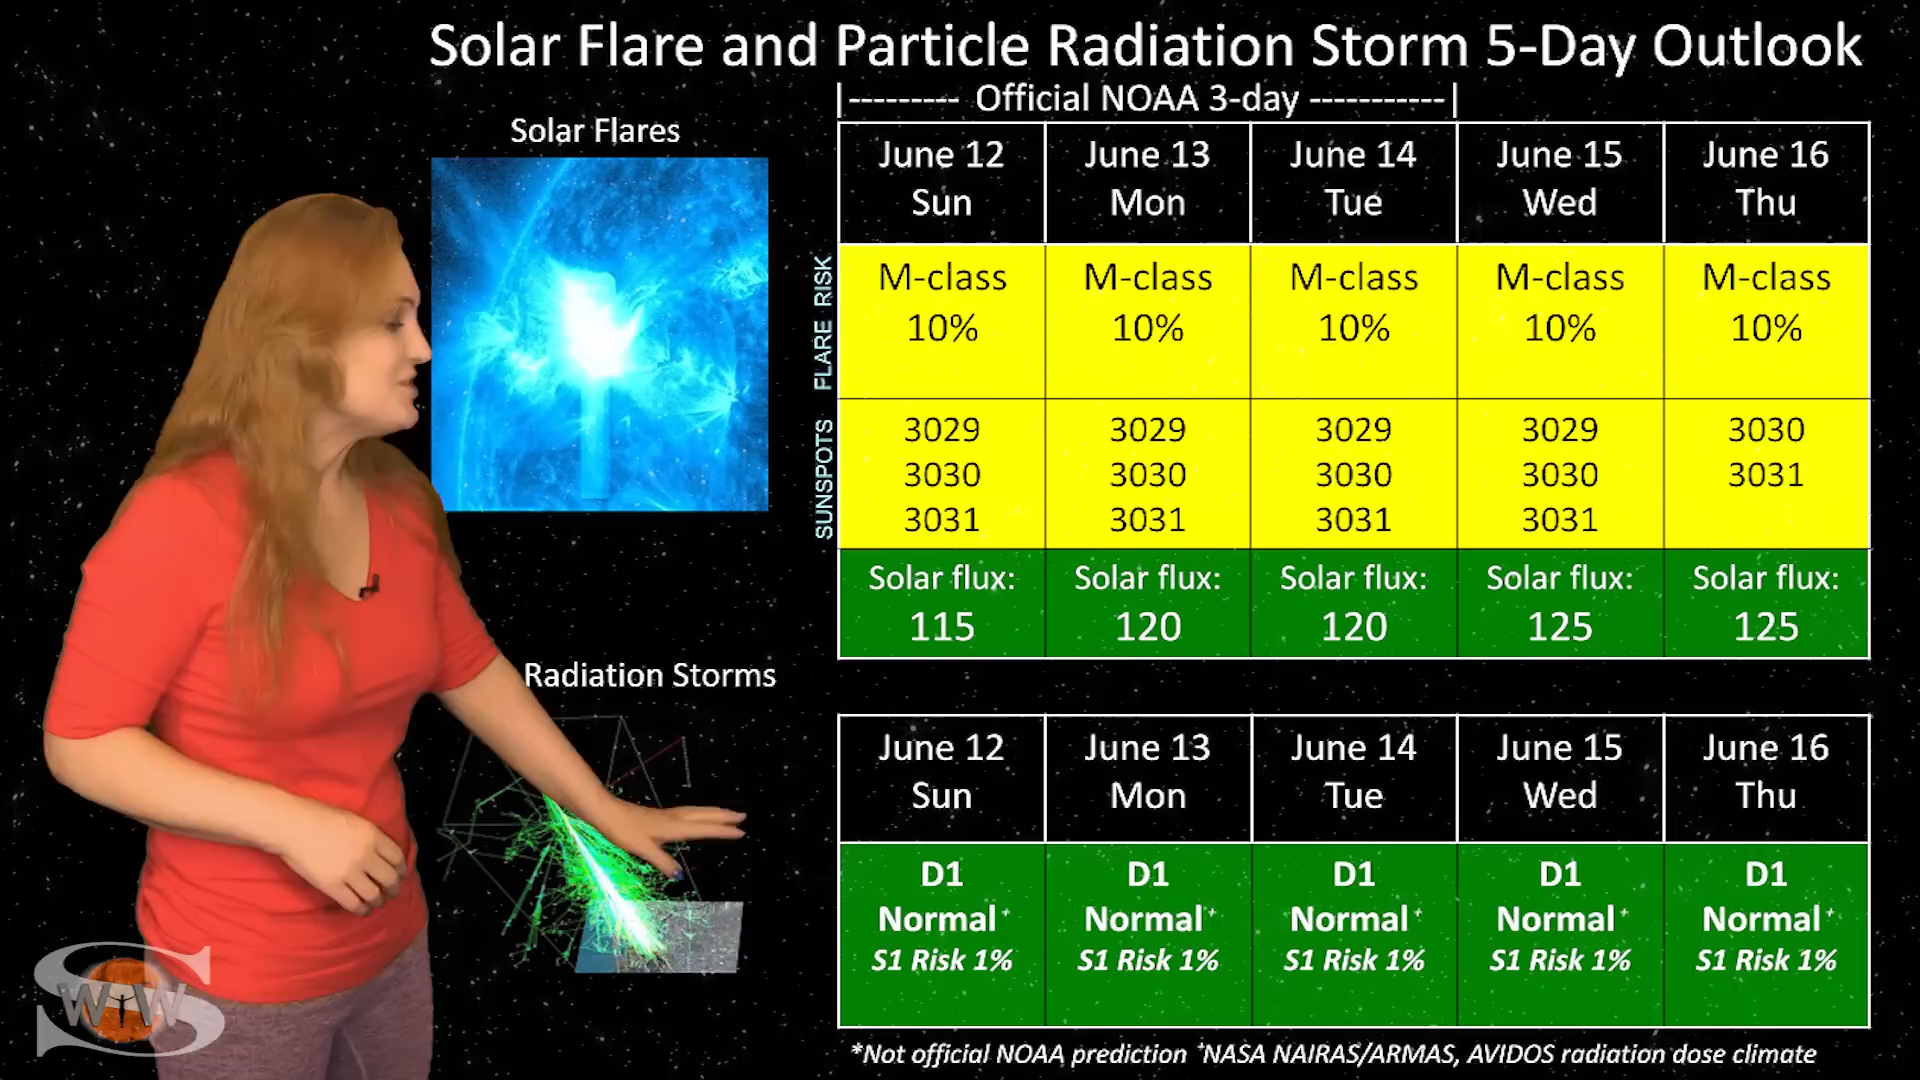 Solar Flare and Particle Radiation Storm 5-Day Outlook
|--------- Official NOAA 3-day -----------|
Solar Flares
June 12 June 13 June 14 June 15 June 16
Sun Mon Tue Wed Thu
FLARE RISK
M-class M-class M-class M-class M-class
10% 10% 10% 10% 10%
SUNSPOTS
3029 3029 3029 3029 3030
3030 3030 3030 3030 3031
3031 3031 3031 3031
Solar flux: Solar flux: Solar flux: Solar flux: Solar flux:
115 120 120 125 125
Radiation Storms
June 12 June 13 June 14 June 15 June 16
Sun Mon Tue Wed Thu
D1 D1 D1 D1 D1
Normal+ Normal+ Normal+ Normal+ Normal+
S1 Risk 1% S1 Risk 1% S1 Risk 1% S1 Risk 1% S1 Risk 1%
*Not official NOAA prediction +NASA NAIRAS/ARMAS, AVIDOS radiation dose climate
S
WW